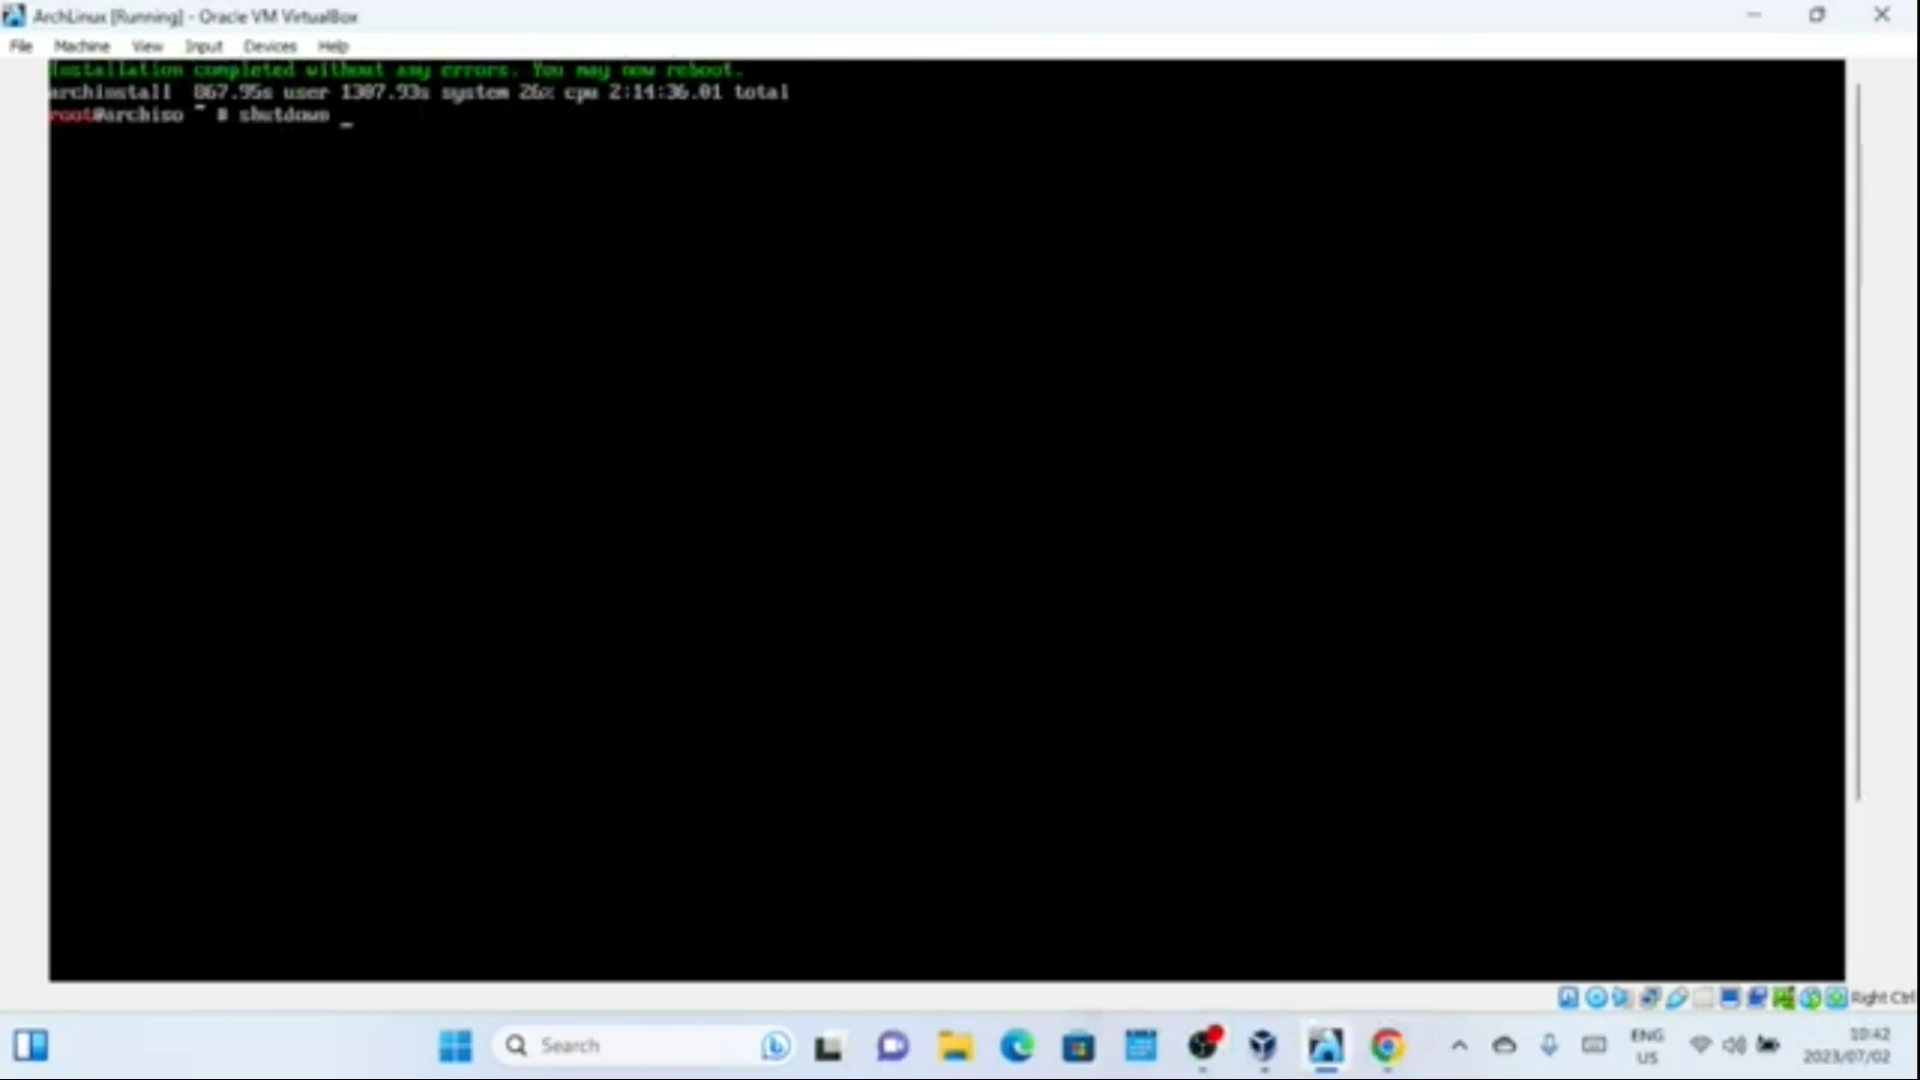 ArchLinux [Running] - Oracle VM VirtualBox
File Machine View Input Devices Help
Installation completed without any errors. You may now reboot.
archinstall 867.95s user 1307.93s system 26% cpu 2:14:36.01 total
root@archiso ~ # shutdown _
Right Ctrl
Search
ENG
US
10:42
2023/07/02